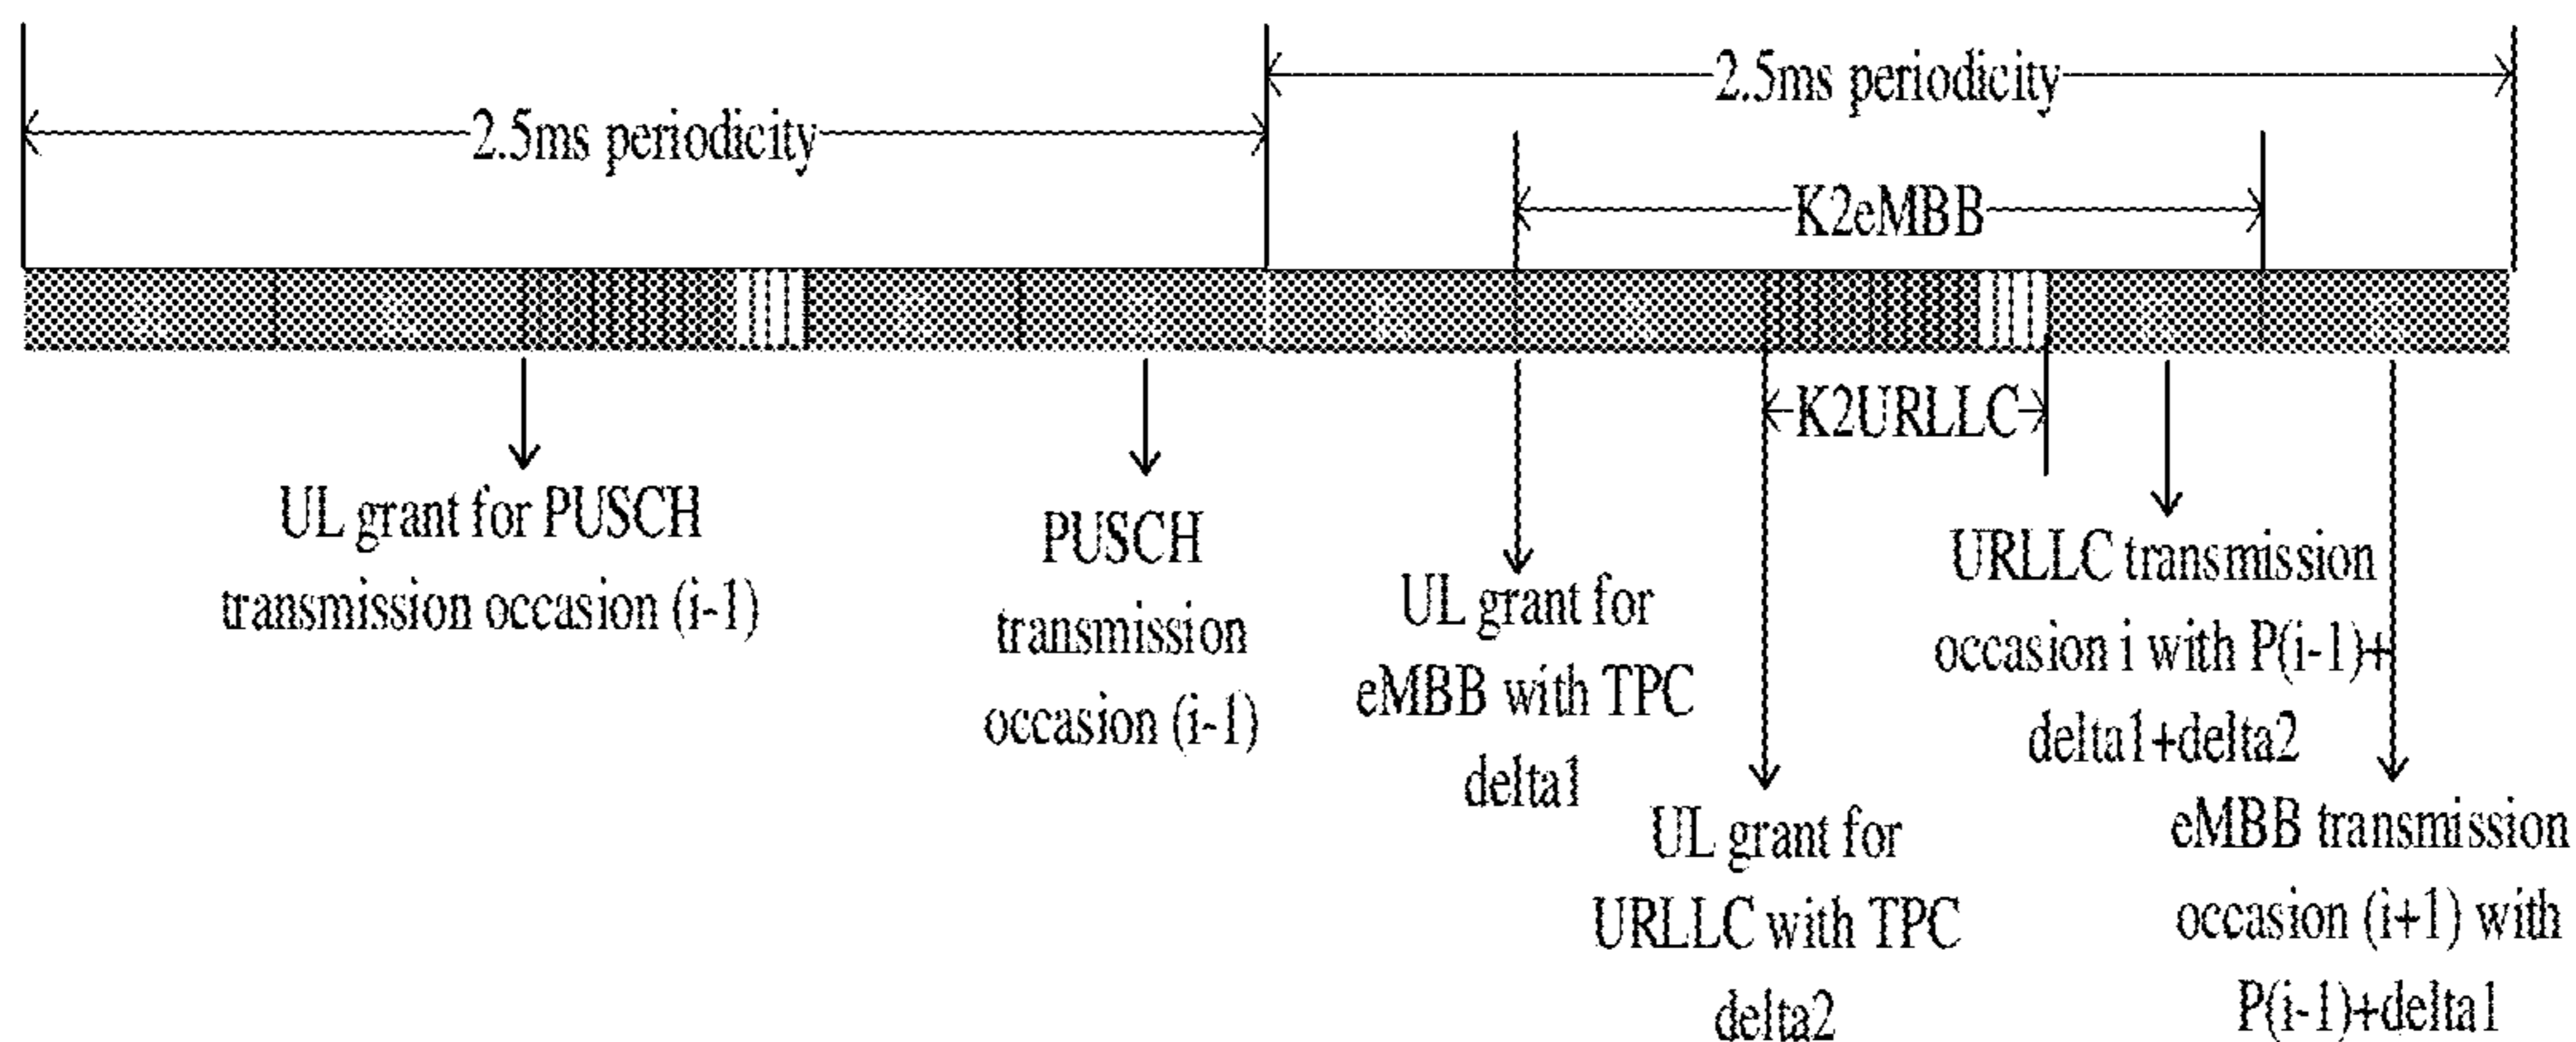 2.5ms periodicity
2.5ms periodicity
K2eMBB
K2URLLC
UL grant for PUSCH
transmission occasion (i-1)
PUSCH
transmission
occasion (i-1)
UL grant for
eMBB with TPC
delta1
UL grant for
URLLC with TPC
delta2
URLLC transmission
occasion i with P(i-1)+
delta1+delta2
eMBB transmission
occasion (i+1) with
P(i-1)+delta1